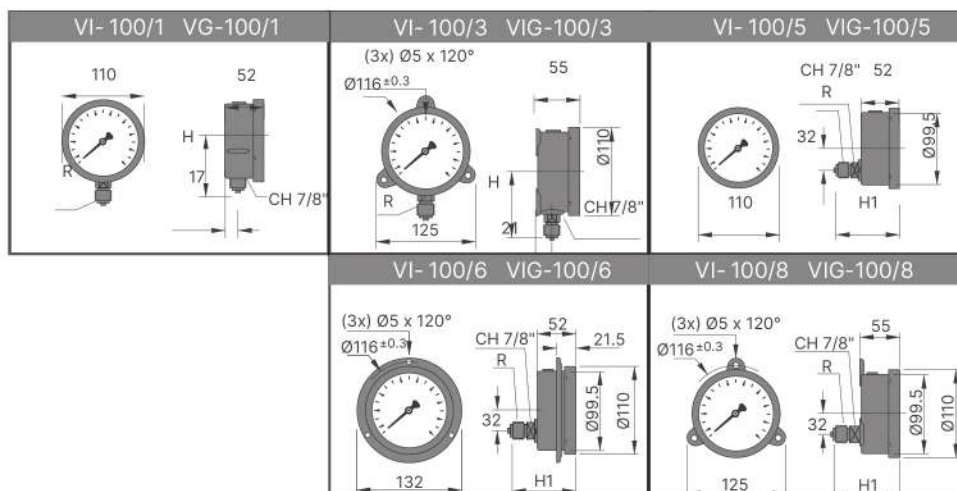 VI- 100/1 VG-100/1
110
52
H
R
17
CH 7/8"
VI- 100/3 VIG-100/3
(3x) Ø5 x 120°
Ø116±0.3
55
Ø110
H
R
CH 7/8"
125
21
VI- 100/5 VIG-100/5
CH 7/8" 52
R
32
Ø99.5
110
H1
VI- 100/6 VIG-100/6
(3x) Ø5 x 120°
52
Ø116±0.3
CH 7/8"
21.5
R
32
Ø99.5
Ø110
132
H1
VI- 100/8 VIG-100/8
(3x) Ø5 x 120°
55
Ø116±0.3
CH 7/8"
R
32
Ø99.5
Ø110
125
H1